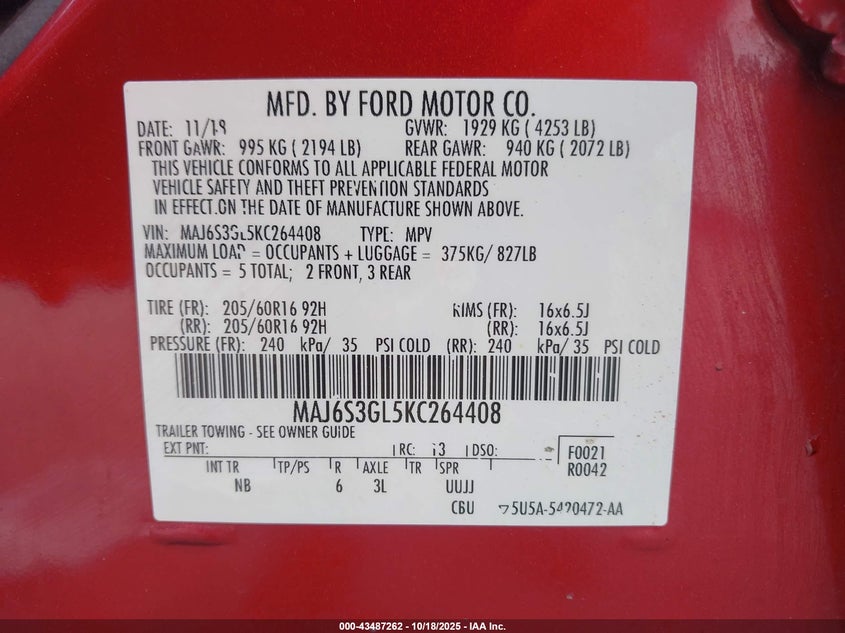 MFD. BY FORD MOTOR CO.
DATE: 11/18 GVWR: 1929 KG ( 4253 LB)
FRONT GAWR: 995 KG ( 2194 LB) REAR GAWR: 940 KG ( 2072 LB)
THIS VEHICLE CONFORMS TO ALL APPLICABLE FEDERAL MOTOR
VEHICLE SAFETY AND THEFT PREVENTION STANDARDS
IN EFFECT ON THE DATE OF MANUFACTURE SHOWN ABOVE.
VIN: MAJ6S3GL5KC264408 TYPE: MPV
MAXIMUM LOAD = OCCUPANTS + LUGGAGE = 375KG/ 827LB
OCCUPANTS = 5 TOTAL; 2 FRONT, 3 REAR
TIRE (FR): 205/60R16 92H RIMS (FR): 16x6.5J
(RR): 205/60R16 92H (RR): 16x6.5J
PRESSURE (FR): 240 kPa/ 35 PSI COLD (RR): 240 kPa/ 35 PSI COLD
MAJ6S3GL5KC264408
TRAILER TOWING - SEE OWNER GUIDE
EXT PNT: RC: DSO: F0021
INT TR TP/PS R AXLE TR SPR R0042
NB 6 3L UUJJ
CBU
000-43487262 - 10/18/2025 - IAA Inc.